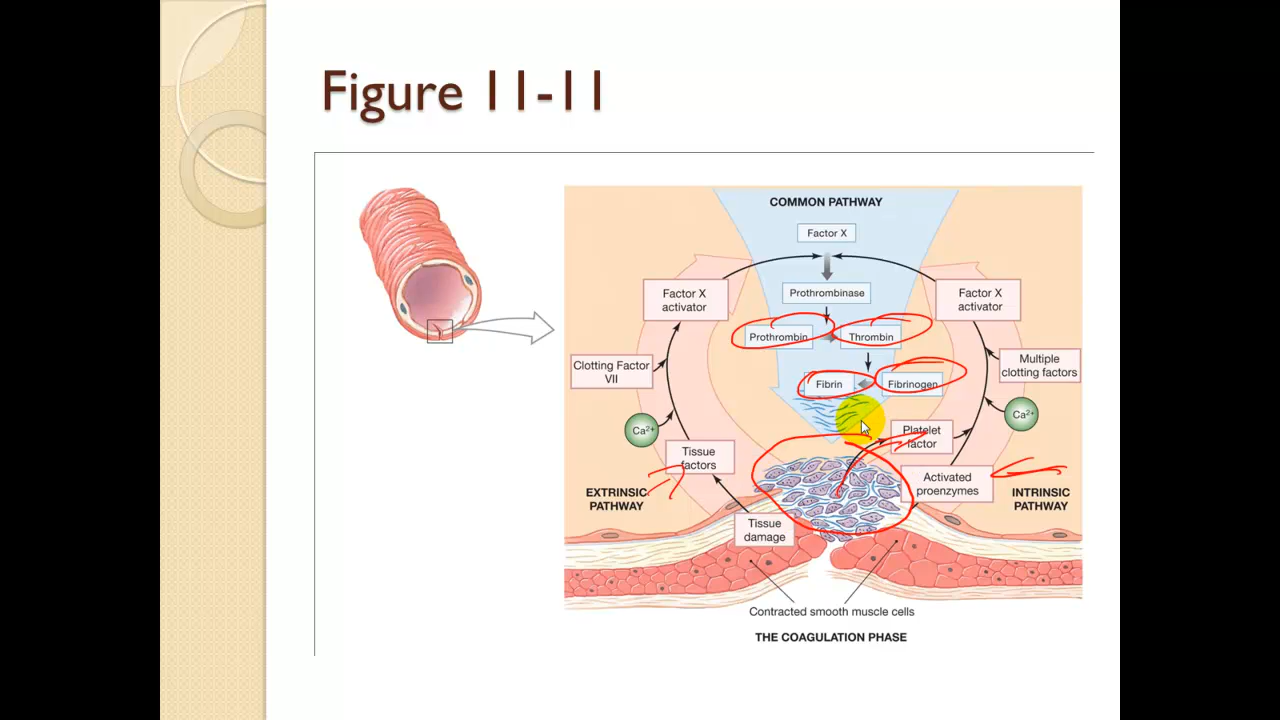 Figure 11-11
COMMON PATHWAY
Factor X
Factor X
activator
Factor X
activator
Prothrombinase
Prothrombin
Thrombin
Clotting Factor
VII
Multiple
clotting factors
Fibrin
Fibrinogen
Ca2+
Ca2+
Platelet
factor
Tissue
factors
Activated
proenzymes
EXTRINSIC
PATHWAY
INTRINSIC
PATHWAY
Tissue
damage
Contracted smooth muscle cells
THE COAGULATION PHASE